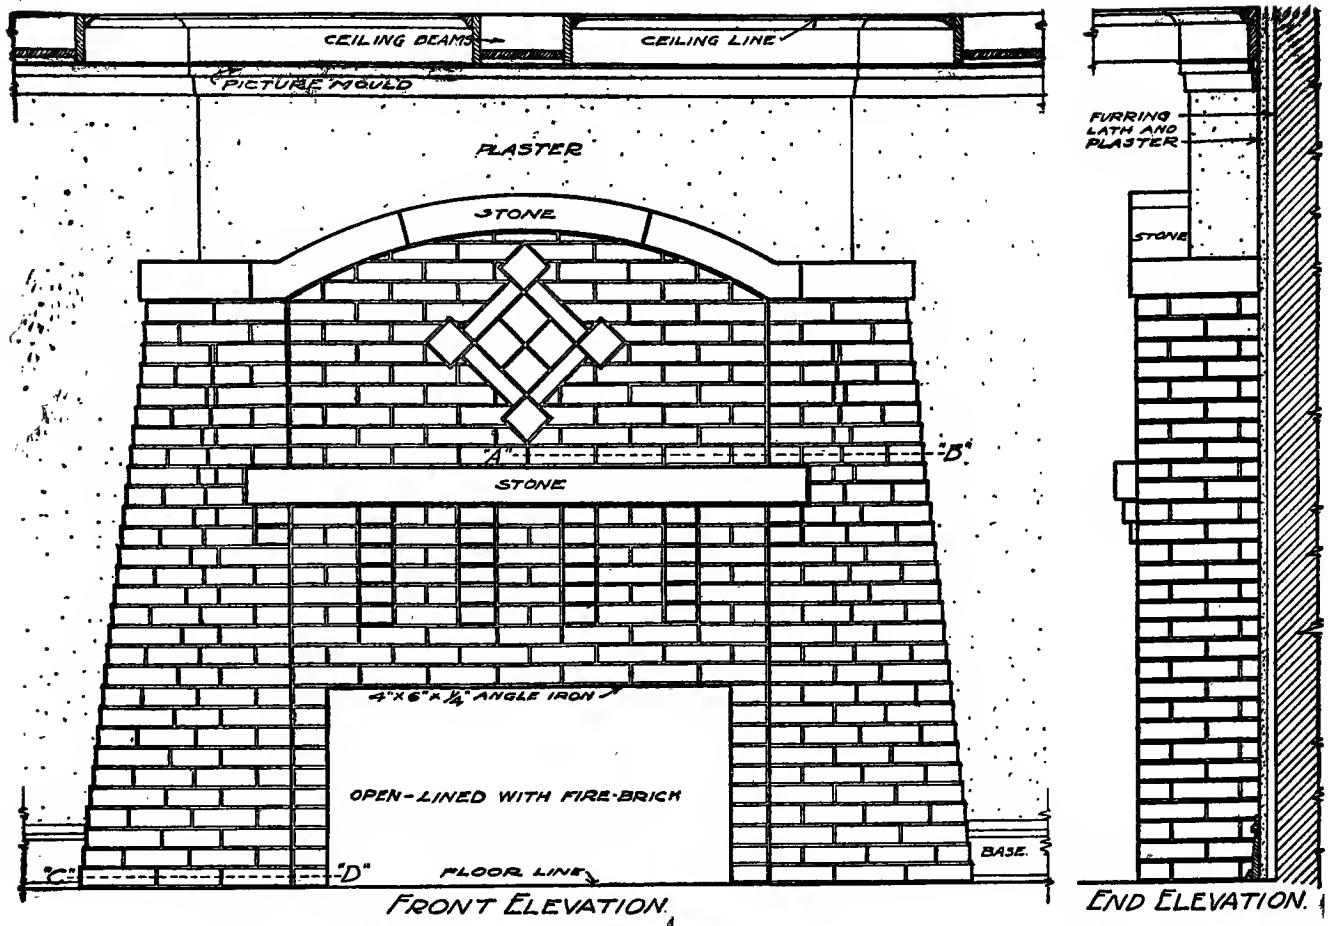 CEILING BEAMS
CEILING LINE
PICTURE MOULD
PLASTER
STONE
"A"
"B"
STONE
4"X6"X¼" ANGLE IRON
OPEN-LINED WITH FIRE-BRICK
FLOOR LINE
"C"
"D"
BASE.
FRONT ELEVATION.
FURRING
LATH AND
PLASTER
STONE
END ELEVATION.